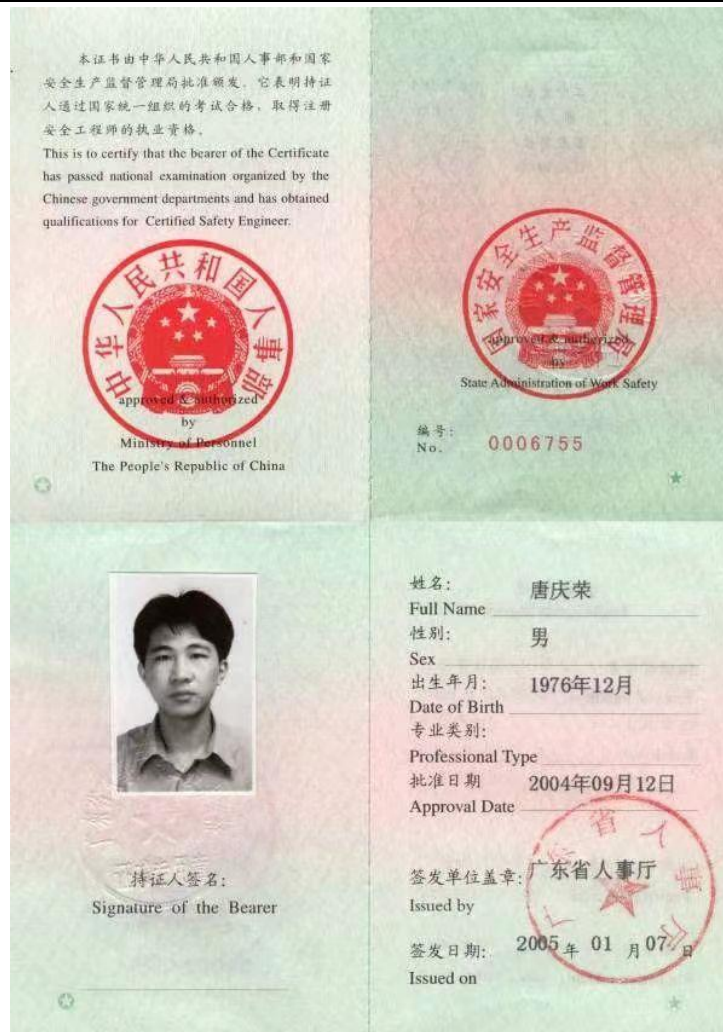 本证书由中华人民共和国人事部和国家
安全生产监督管理局批准颁发，它表明持证
人通过国家统一组织的考试合格，取得注册
安全工程师的执业资格。
This is to certify that the bearer of the Certificate
has passed national examination organized by the
Chinese government departments and has obtained
qualifications for Certified Safety Engineer.
中华人民共和国人事部
approved & authorized
by
Ministry of Personnel
The People's Republic of China
国家安全生产监督管理局
approved & authorized
by
State Administration of Work Safety
编号:
No. 0006755
持证人签名:
Signature of the Bearer
姓名: 唐庆荣
Full Name
性别: 男
Sex
出生年月: 1976年12月
Date of Birth
专业类别:
Professional Type
批准日期 2004年09月12日
Approval Date
广东省人事厅
签发单位盖章: 广东省人事厅
Issued by
签发日期: 2005年 01月07日
Issued on